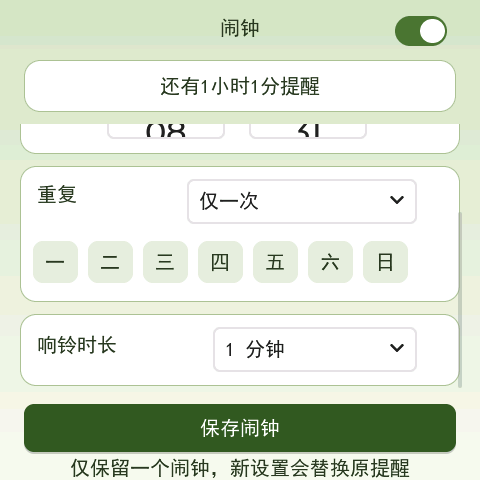 闹钟
还有1小时1分提醒
08 31
重复
仅一次
一 二 三 四 五 六 日
响铃时长
1 分钟
保存闹钟
仅保留一个闹钟，新设置会替换原提醒